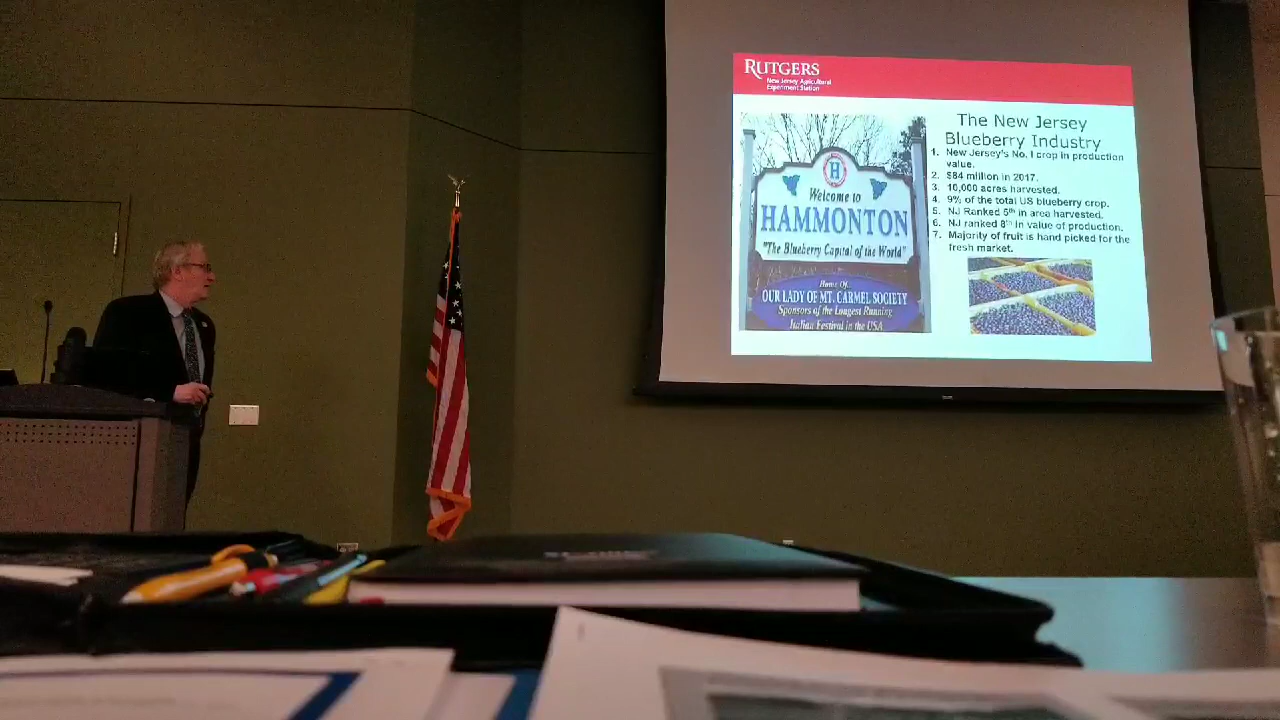 RUTGERS
New Jersey Agricultural
Experiment Station
The New Jersey
Blueberry Industry
1. New Jersey's No. 1 crop in production
value.
2. $84 million in 2017.
3. 10,000 acres harvested.
4. 9% of the total US blueberry crop.
5. NJ Ranked 5th in area harvested.
6. NJ ranked 8th in value of production.
7. Majority of fruit is hand picked for the
fresh market.
H
Welcome to
HAMMONTON
"The Blueberry Capital of the World"
Home Of
OUR LADY OF MT. CARMEL SOCIETY
Sponsors of the Longest Running
Italian Festival in the USA